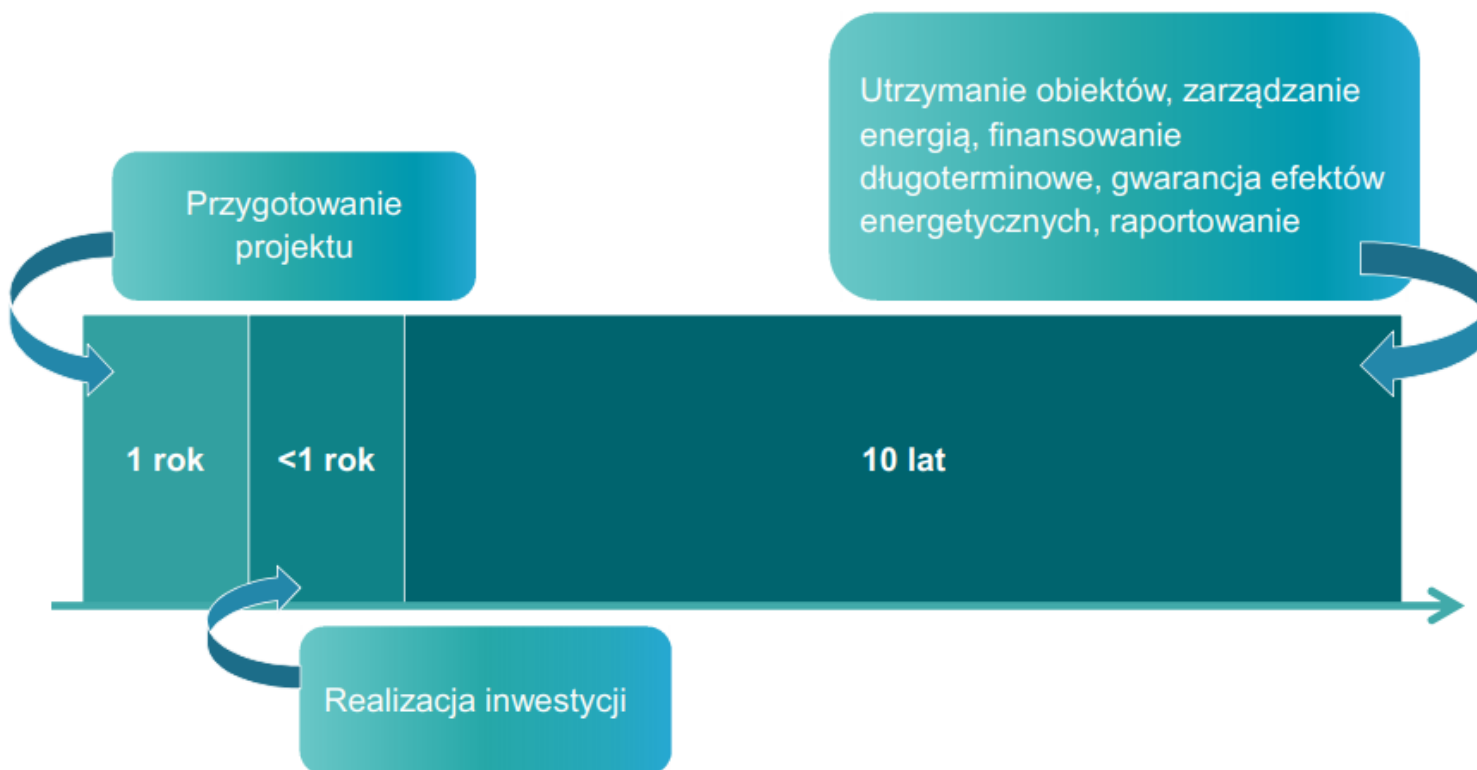 Utrzymanie obiektów, zarządzanie
energią, finansowanie
długoterminowe, gwarancja efektów
energetycznych, raportowanie
Przygotowanie
projektu
1 rok
<1 rok
10 lat
Realizacja inwestycji